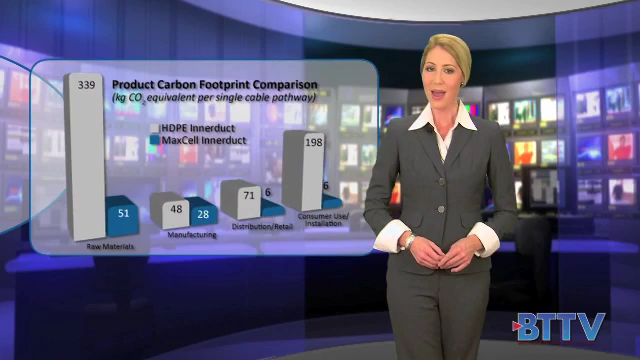 Product Carbon Footprint Comparison
(kg CO2 equivalent per single cable pathway)
HDPE Innerduct
MaxCell Innerduct
339
51
48
28
71
6
198
6
Raw Materials
Manufacturing
Distribution/Retail
Consumer Use/
Installation
BTTV